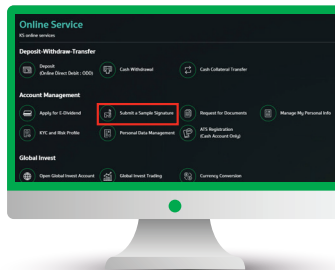 Online Service
KS online services
Deposit-Withdraw-Transfer
Deposit
(Online Direct Debit : ODD)
Cash Withdrawal
Cash Collateral Transfer
Account Management
Apply for E-Dividend
Submit a Sample Signature
Request for Documents
Manage My Personal Info
KYC and Risk Profile
Personal Data Management
ATS Registration
(Cash Account Only)
Global Invest
Open Global Invest Account
Global Invest Trading
Currency Conversion